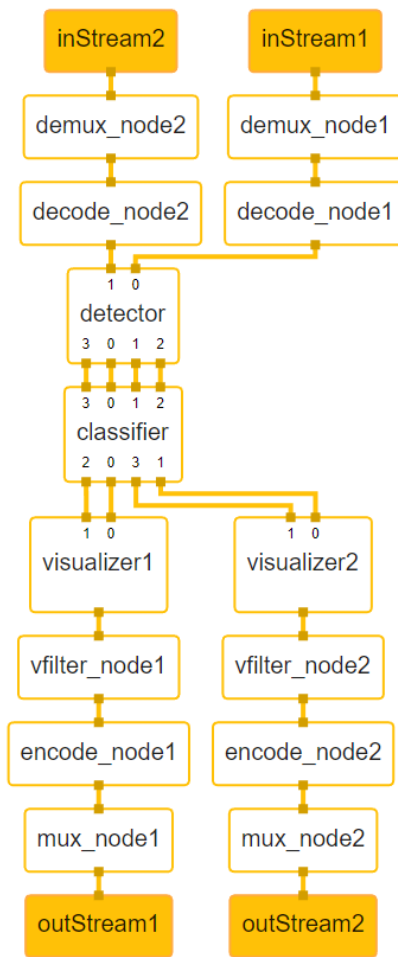 inStream2 inStream1
demux_node2 demux_node1
decode_node2 decode_node1
1 0
detector
3 0 1 2
3 0 1 2
classifier
2 0 3 1
1 0 1 0
visualizer1 visualizer2
vfilter_node1 vfilter_node2
encode_node1 encode_node2
mux_node1 mux_node2
outStream1 outStream2